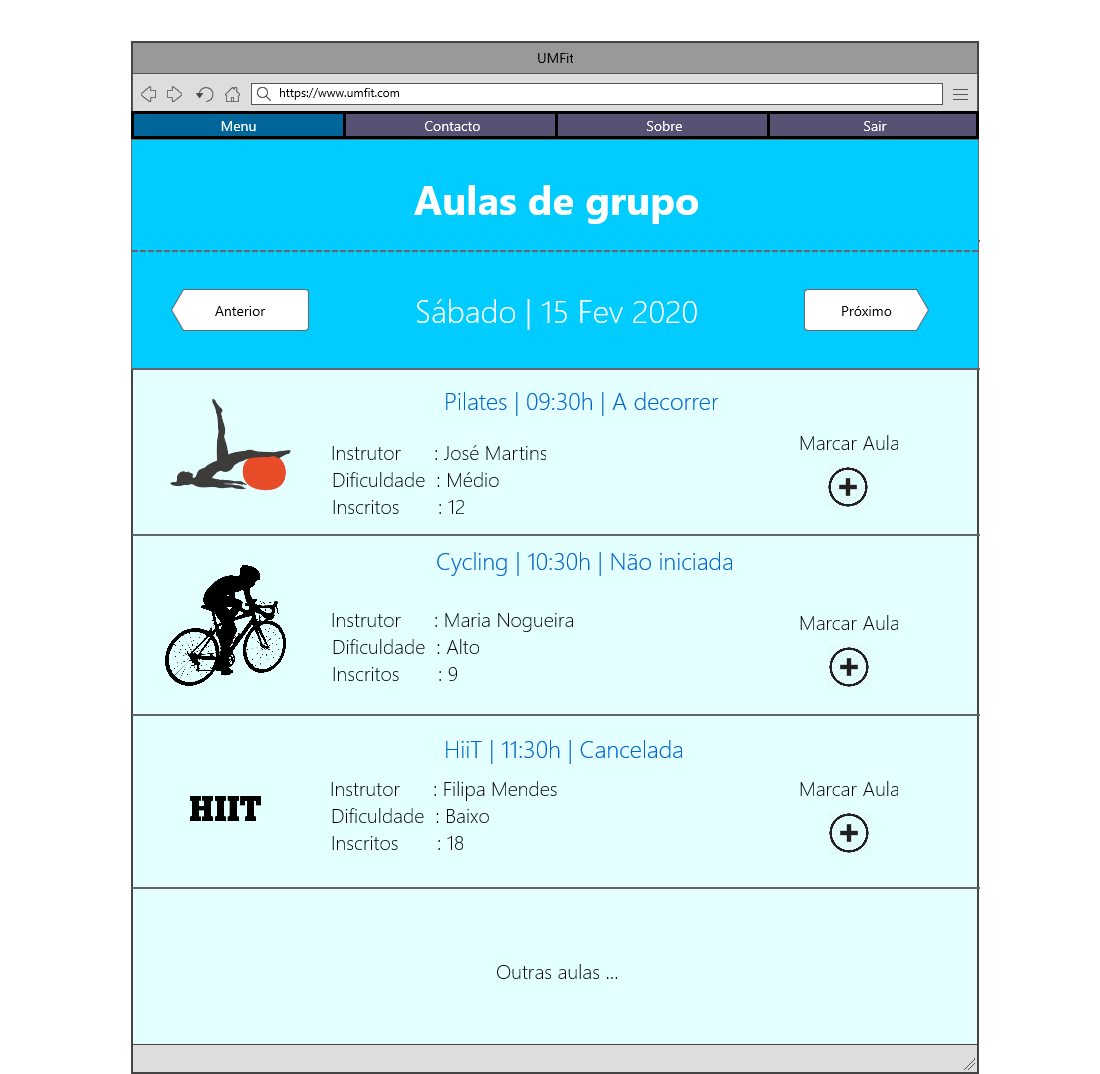 UMFit
https://www.umfit.com
Menu Contacto Sobre Sair
Aulas de grupo
Anterior Sábado | 15 Fev 2020 Próximo
Pilates | 09:30h | A decorrer
Instrutor : José Martins
Dificuldade : Médio
Inscritos : 12
Marcar Aula
Cycling | 10:30h | Não iniciada
Instrutor : Maria Nogueira
Dificuldade : Alto
Inscritos : 9
Marcar Aula
HiiT | 11:30h | Cancelada
HIIT
Instrutor : Filipa Mendes
Dificuldade : Baixo
Inscritos : 18
Marcar Aula
Outras aulas ...